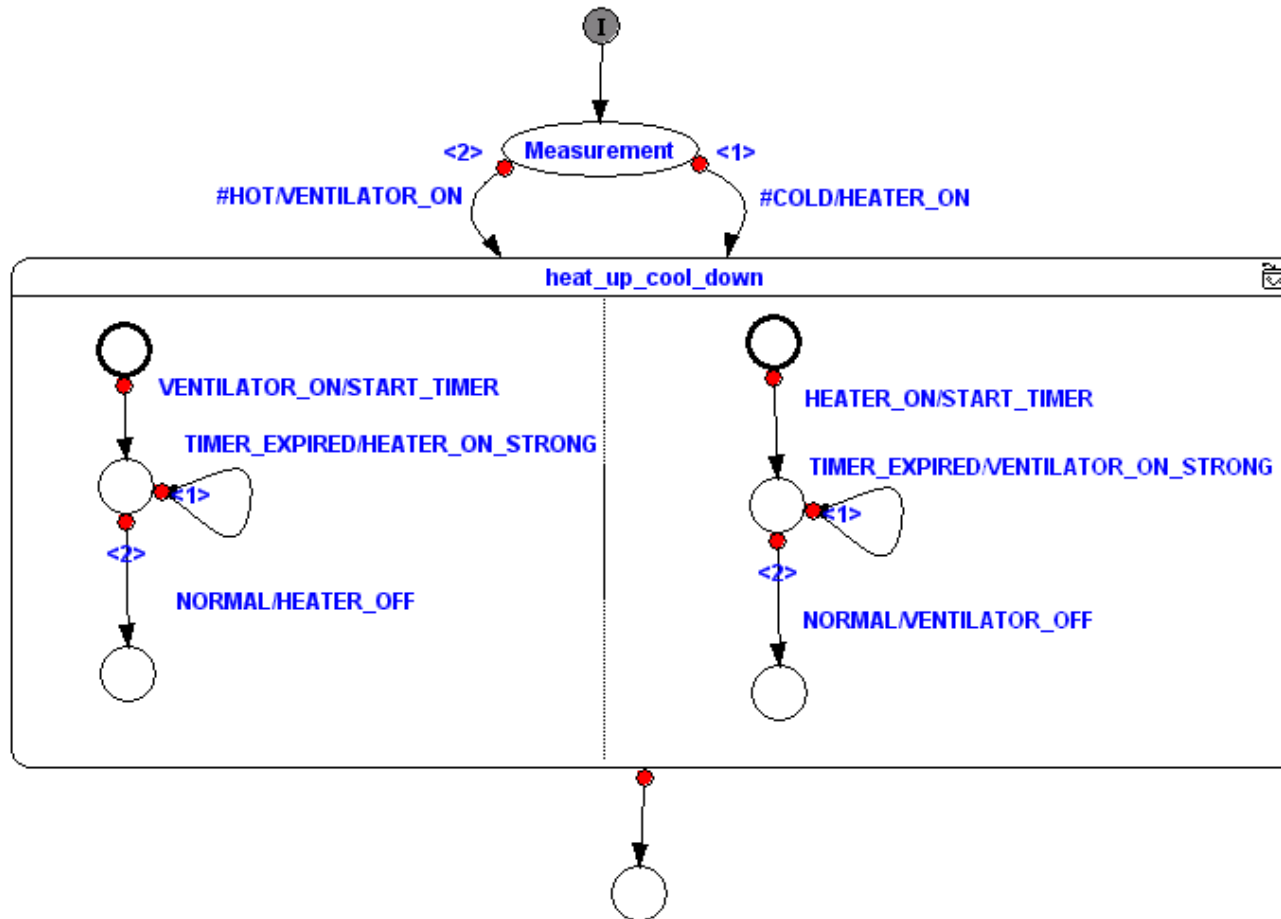 I
<2> Measurement <1>
#HOT/VENTILATOR_ON #COLD/HEATER_ON
heat_up_cool_down
VENTILATOR_ON/START_TIMER
TIMER_EXPIRED/HEATER_ON_STRONG
<1>
<2>
NORMAL/HEATER_OFF
HEATER_ON/START_TIMER
TIMER_EXPIRED/VENTILATOR_ON_STRONG
<1>
<2>
NORMAL/VENTILATOR_OFF